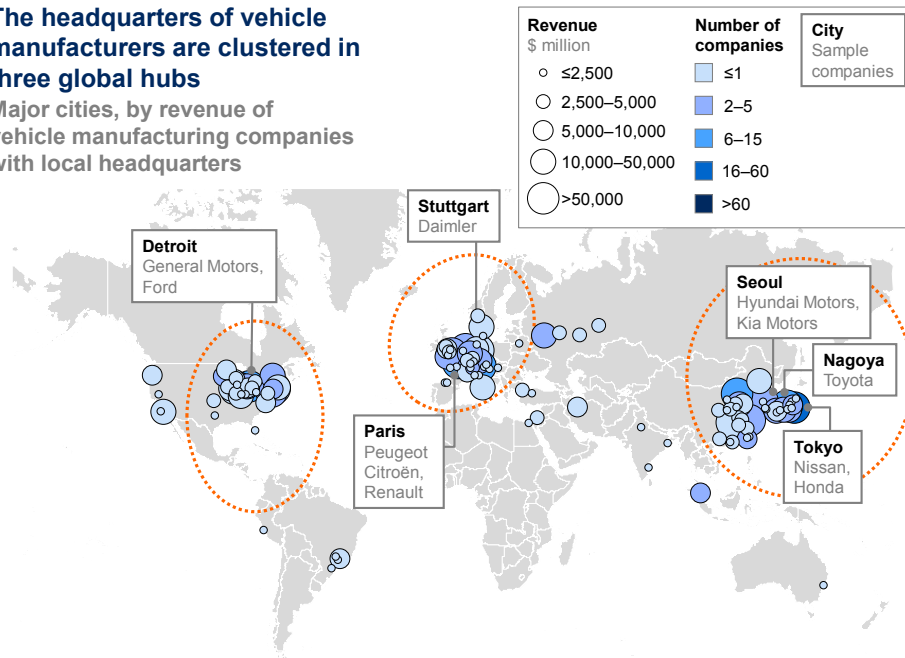 The headquarters of vehicle
manufacturers are clustered in
three global hubs
Major cities, by revenue of
vehicle manufacturing companies
with local headquarters
Revenue
$ million
≤2,500
2,500–5,000
5,000–10,000
10,000–50,000
>50,000
Number of
companies
≤1
2–5
6–15
16–60
>60
City
Sample
companies
Stuttgart
Daimler
Detroit
General Motors,
Ford
Seoul
Hyundai Motors,
Kia Motors
Nagoya
Toyota
Paris
Peugeot
Citroën,
Renault
Tokyo
Nissan,
Honda